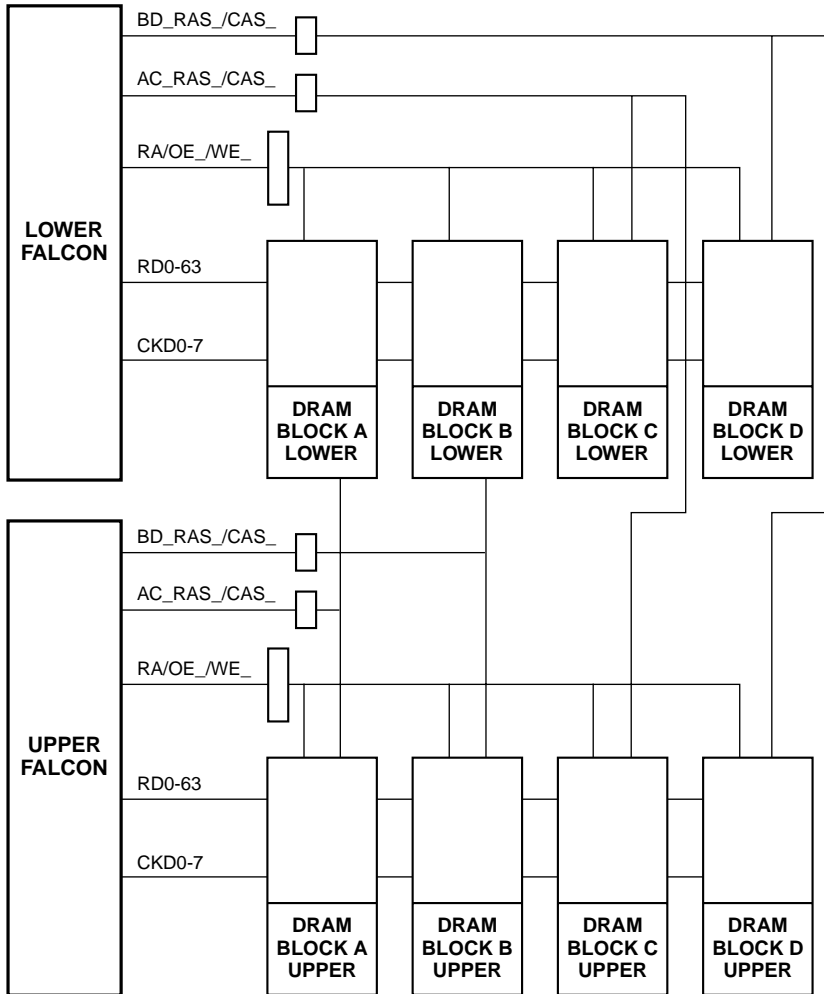 BD_RAS_/CAS_
AC_RAS_/CAS_
RA/OE_/WE_
LOWER
FALCON
RD0-63
CKD0-7
DRAM
BLOCK A
LOWER
DRAM
BLOCK B
LOWER
DRAM
BLOCK C
LOWER
DRAM
BLOCK D
LOWER
BD_RAS_/CAS_
AC_RAS_/CAS_
RA/OE_/WE_
UPPER
FALCON
RD0-63
CKD0-7
DRAM
BLOCK A
UPPER
DRAM
BLOCK B
UPPER
DRAM
BLOCK C
UPPER
DRAM
BLOCK D
UPPER